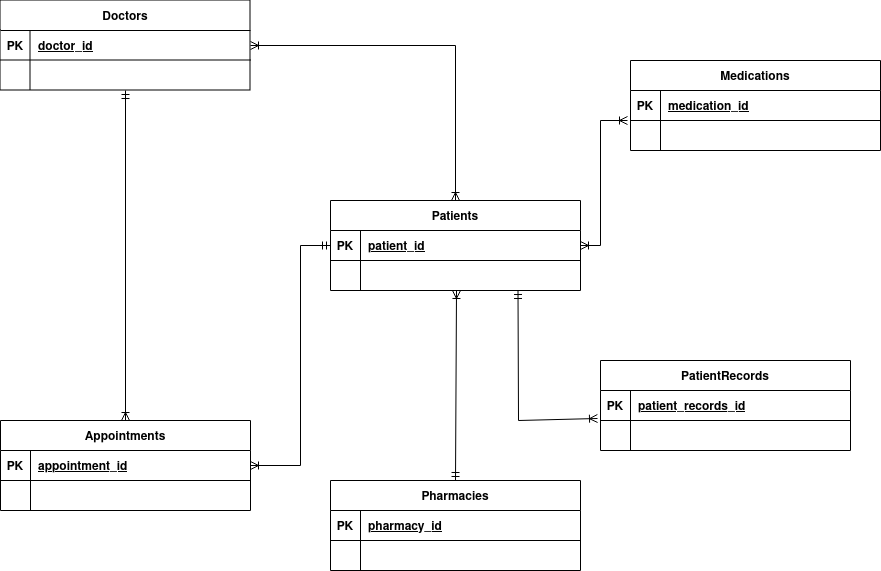 Doctors
PK doctor_id
Medications
PK medication_id
Patients
PK patient_id
PatientRecords
PK patient_records_id
Appointments
PK appointment_id
Pharmacies
PK pharmacy_id